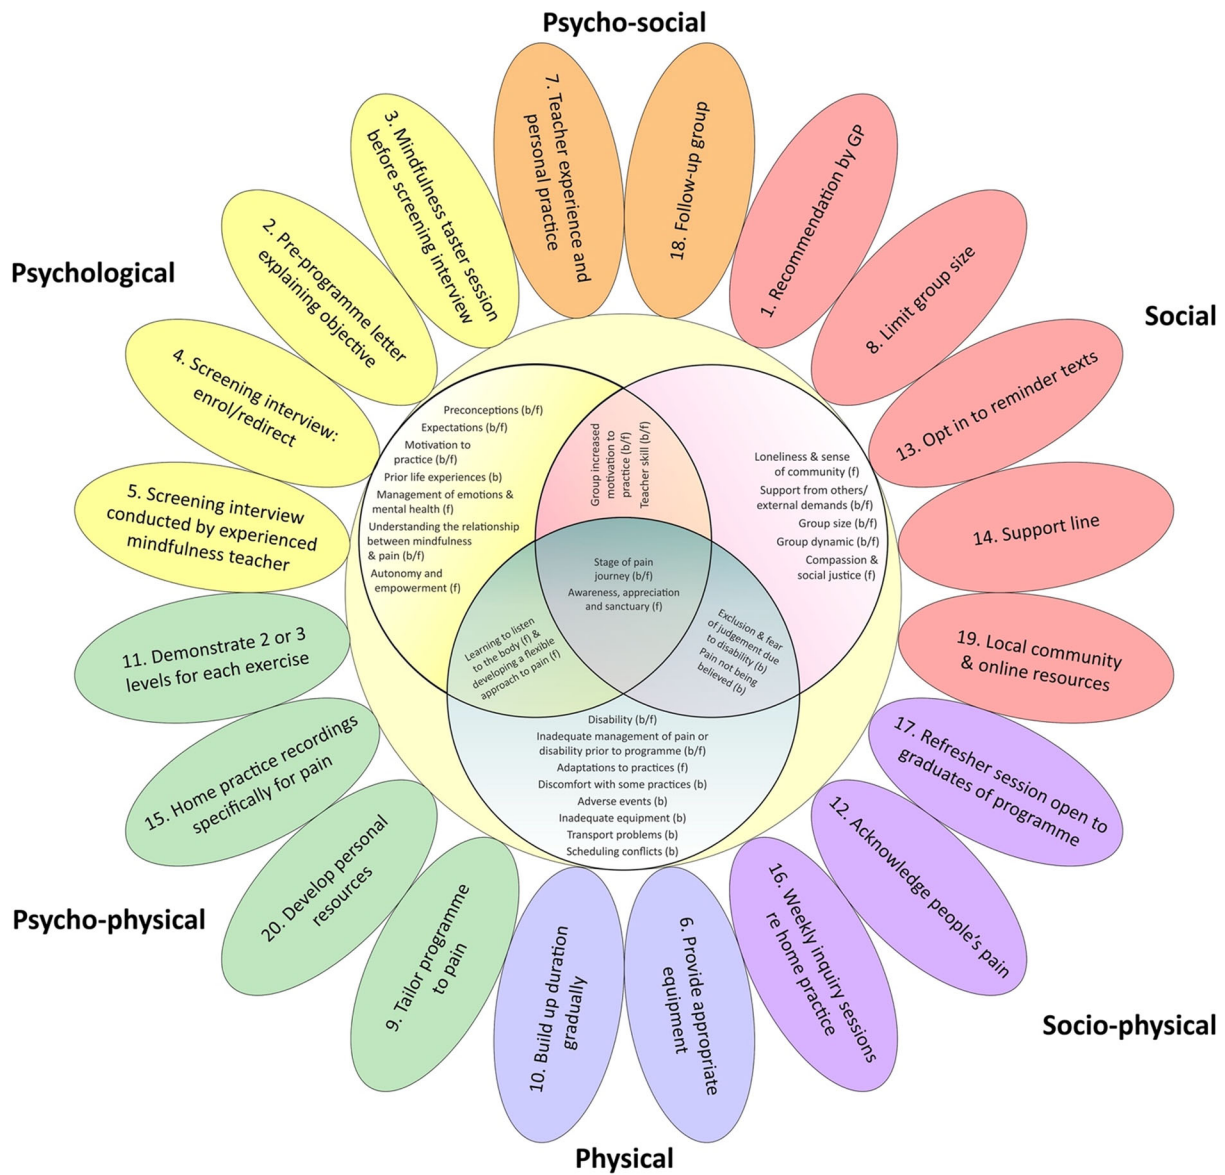 Psycho-social
Psychological
Social
Psycho-physical
Socio-physical
Physical
7. Teacher experience and
personal practice
18. Follow-up group
1. Recommendation by GP
8. Limit group size
13. Opt in to reminder texts
14. Support line
19. Local community
& online resources
17. Refresher session open to
graduates of programme
12. Acknowledge people's pain
16. Weekly inquiry sessions
re home practice
6. Provide appropriate
equipment
10. Build up duration
gradually
9. Tailor programme
to pain
20. Develop personal
resources
15. Home practice recordings
specifically for pain
11. Demonstrate 2 or 3
levels for each exercise
5. Screening interview
conducted by experienced
mindfulness teacher
4. Screening interview:
enrol/redirect
2. Pre-programme letter
explaining objective
3. Mindfulness taster session
before screening interview
Preconceptions (b/f)
Expectations (b/f)
Motivation to
practice (b/f)
Prior life experiences (b)
Management of emotions &
mental health (f)
Understanding the relationship
between mindfulness
& pain (b/f)
Autonomy and
empowerment (f)
Group increased
motivation to
practice (b/f)
Teacher skill (b/f)
Loneliness & sense
of community (f)
Support from others/
external demands (b/f)
Group size (b/f)
Group dynamic (b/f)
Compassion &
social justice (f)
Stage of pain
journey (b/f)
Awareness, appreciation
and sanctuary (f)
Learning to listen
to the body (f) &
developing a flexible
approach to pain (f)
Exclusion & fear
of judgement due
to disability (b)
Pain not being
believed (b)
Disability (b/f)
Inadequate management of pain or
disability prior to programme (b/f)
Adaptations to practices (f)
Discomfort with some practices (b)
Adverse events (b)
Inadequate equipment (b)
Transport problems (b)
Scheduling conflicts (b)